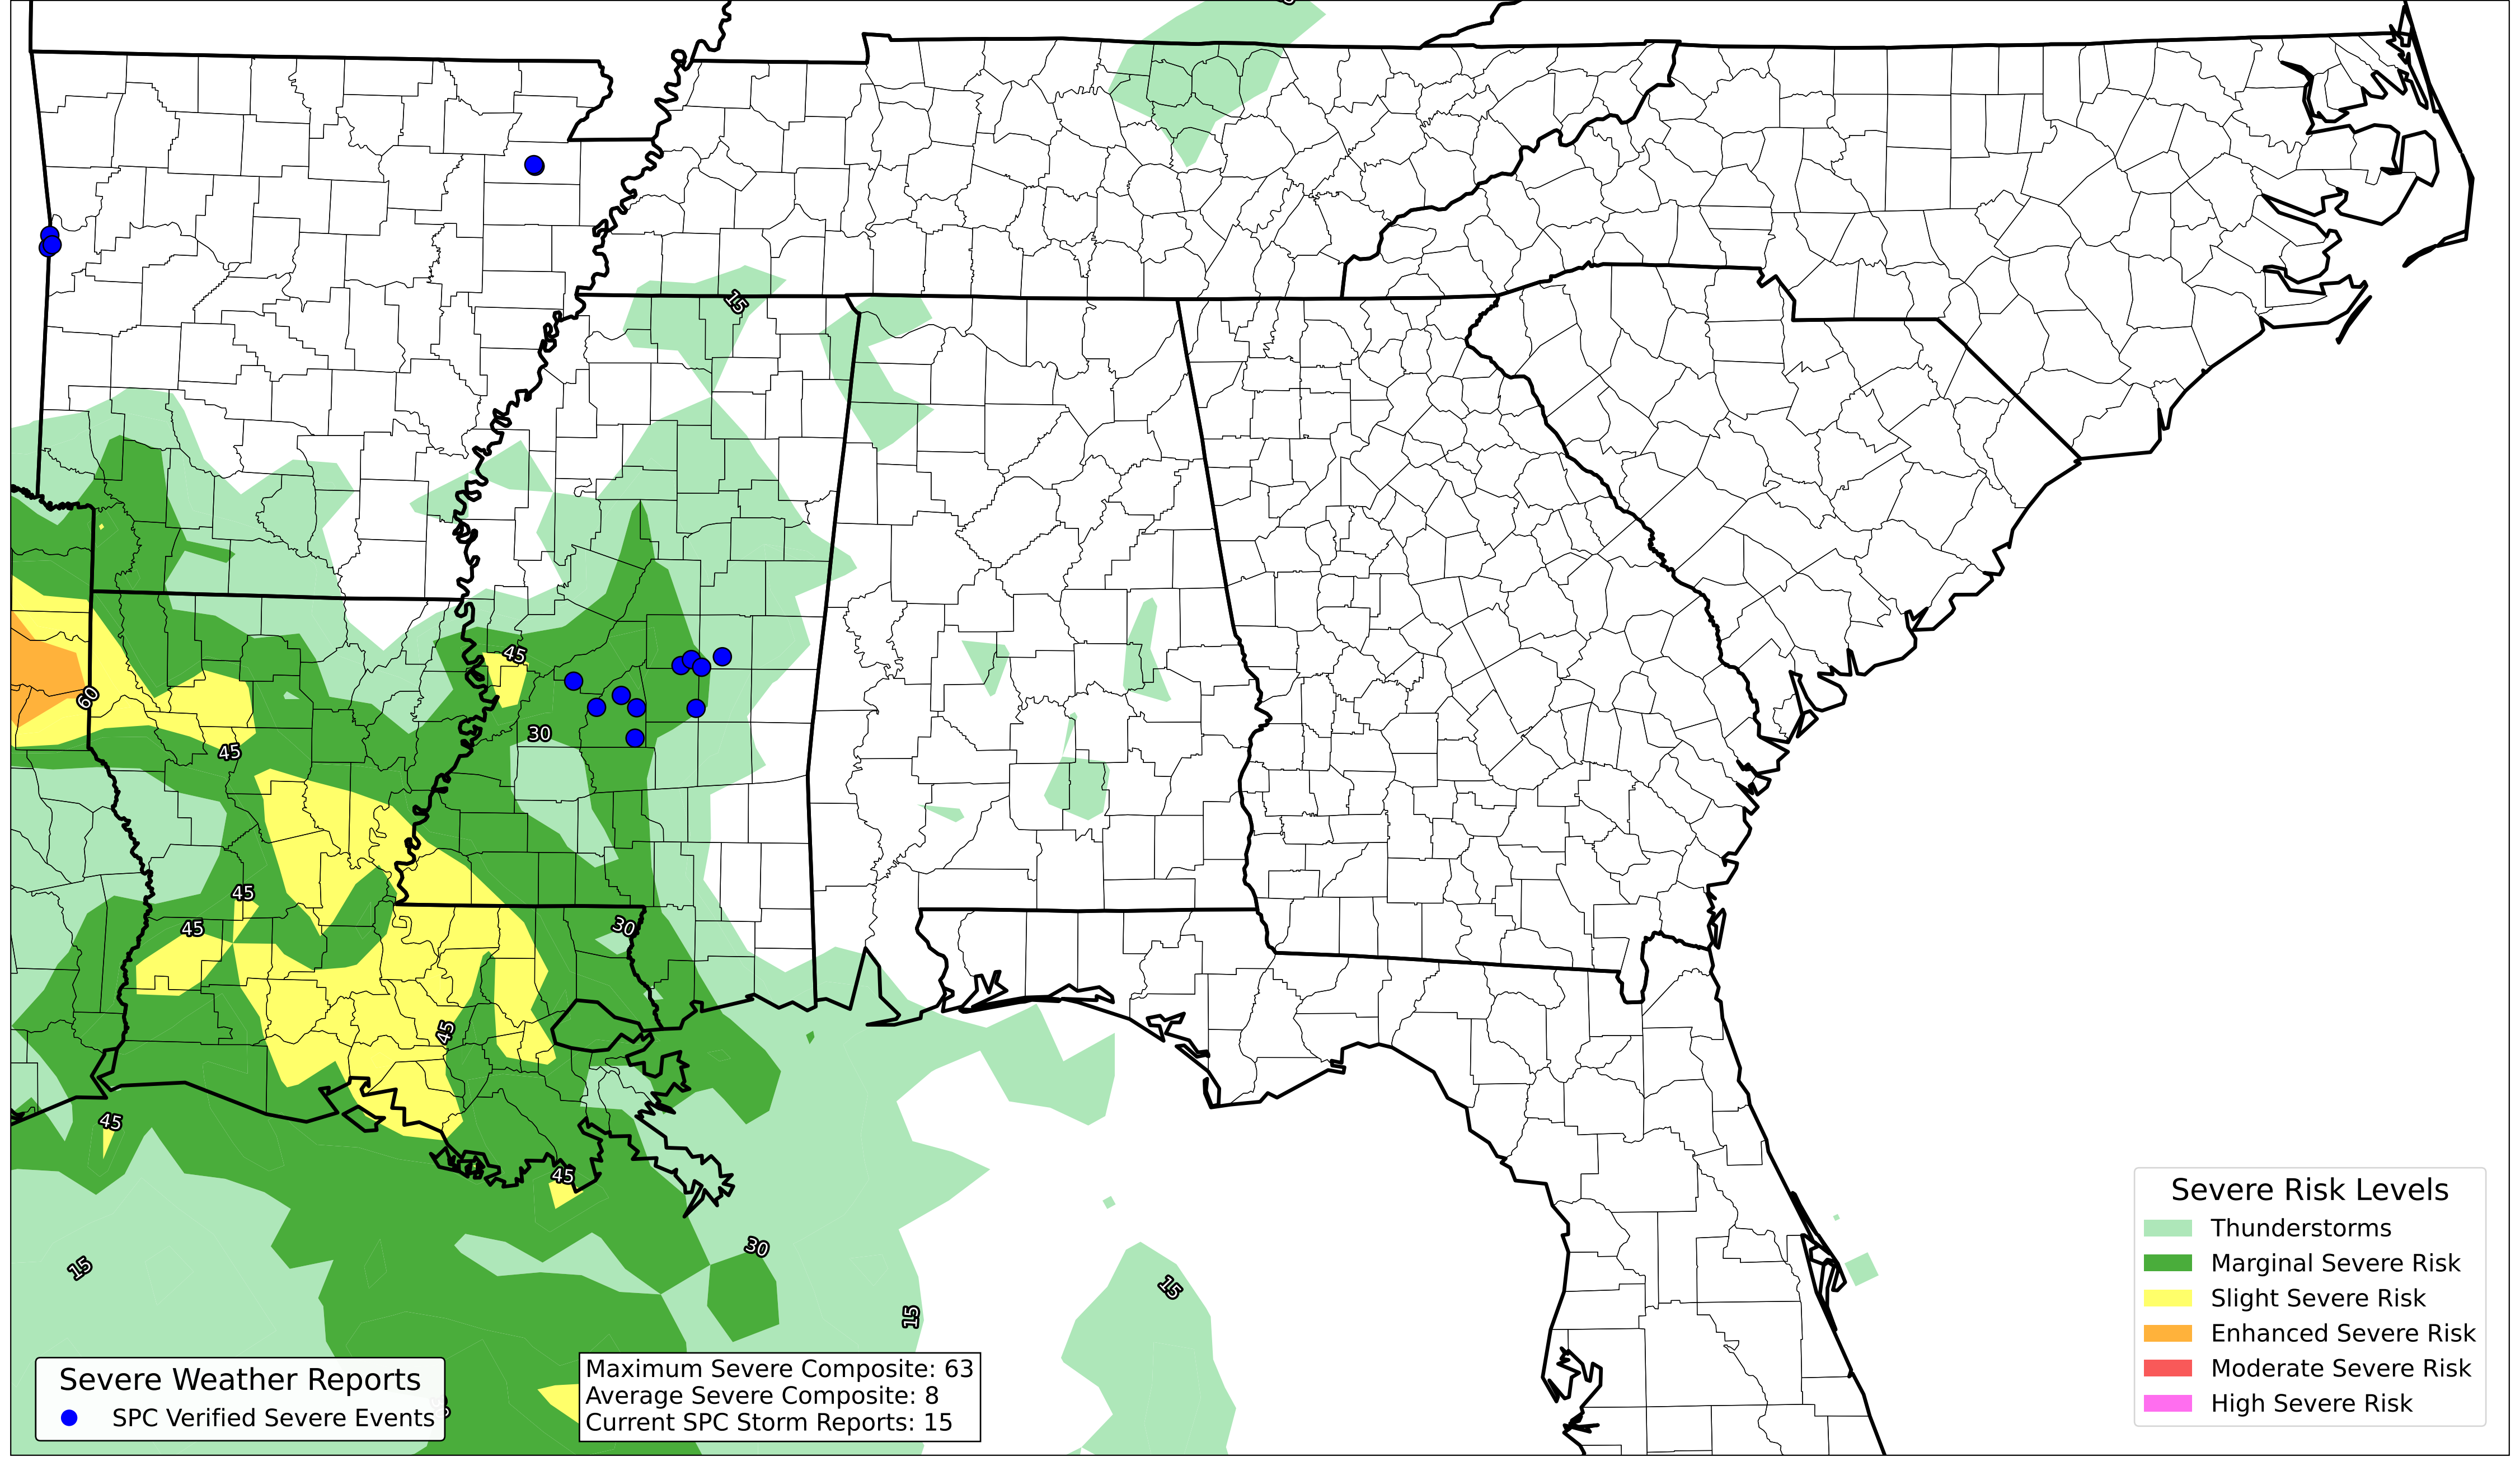 15
45
60
30
45
45
45
30
45
45
45
30
15
15
15
Severe Risk Levels
Thunderstorms
Marginal Severe Risk
Slight Severe Risk
Enhanced Severe Risk
Moderate Severe Risk
High Severe Risk
Severe Weather Reports
SPC Verified Severe Events
Maximum Severe Composite: 63
Average Severe Composite: 8
Current SPC Storm Reports: 15